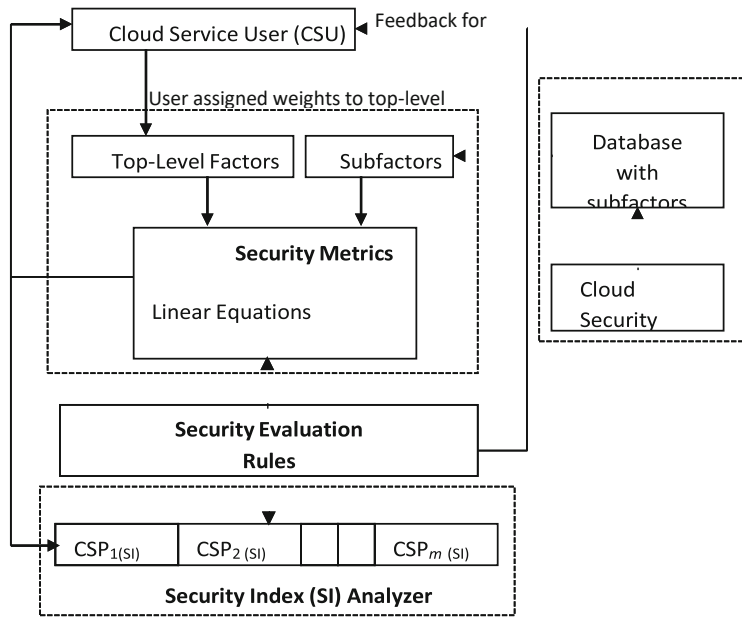 Cloud Service User (CSU)
Feedback for
User assigned weights to top-level
Top-Level Factors
Subfactors
Security Metrics
Linear Equations
Database
with
subfactors
Cloud
Security
Security Evaluation
Rules
CSP1(SI)
CSP2 (SI)
CSPm (SI)
Security Index (SI) Analyzer